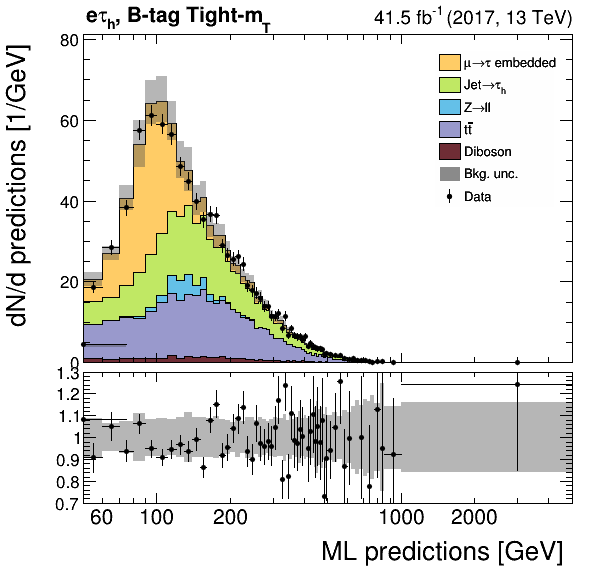 eτh, B-tag Tight-mT
41.5 fb⁻¹ (2017, 13 TeV)
dN/d predictions [1/GeV]
80
60
40
20
0
μ→τ embedded
Jet→τh
Z→ll
tt̄
Diboson
Bkg. unc.
Data
1.3
1.2
1.1
1
0.9
0.8
0.7
60 100 200 1000 2000
ML predictions [GeV]